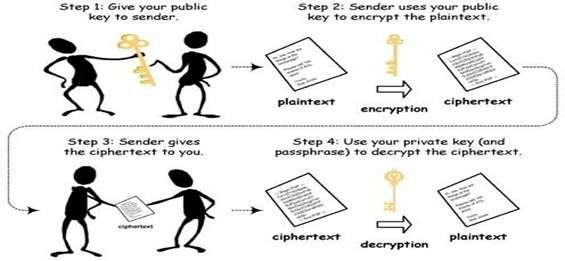 Step 1: Give your public
key to sender.
Step 2: Sender uses your public
key to encrypt the plaintext.
plaintext
encryption
ciphertext
Step 3: Sender gives
the ciphertext to you.
ciphertext
Step 4: Use your private key (and
passphrase) to decrypt the ciphertext.
ciphertext
decryption
plaintext